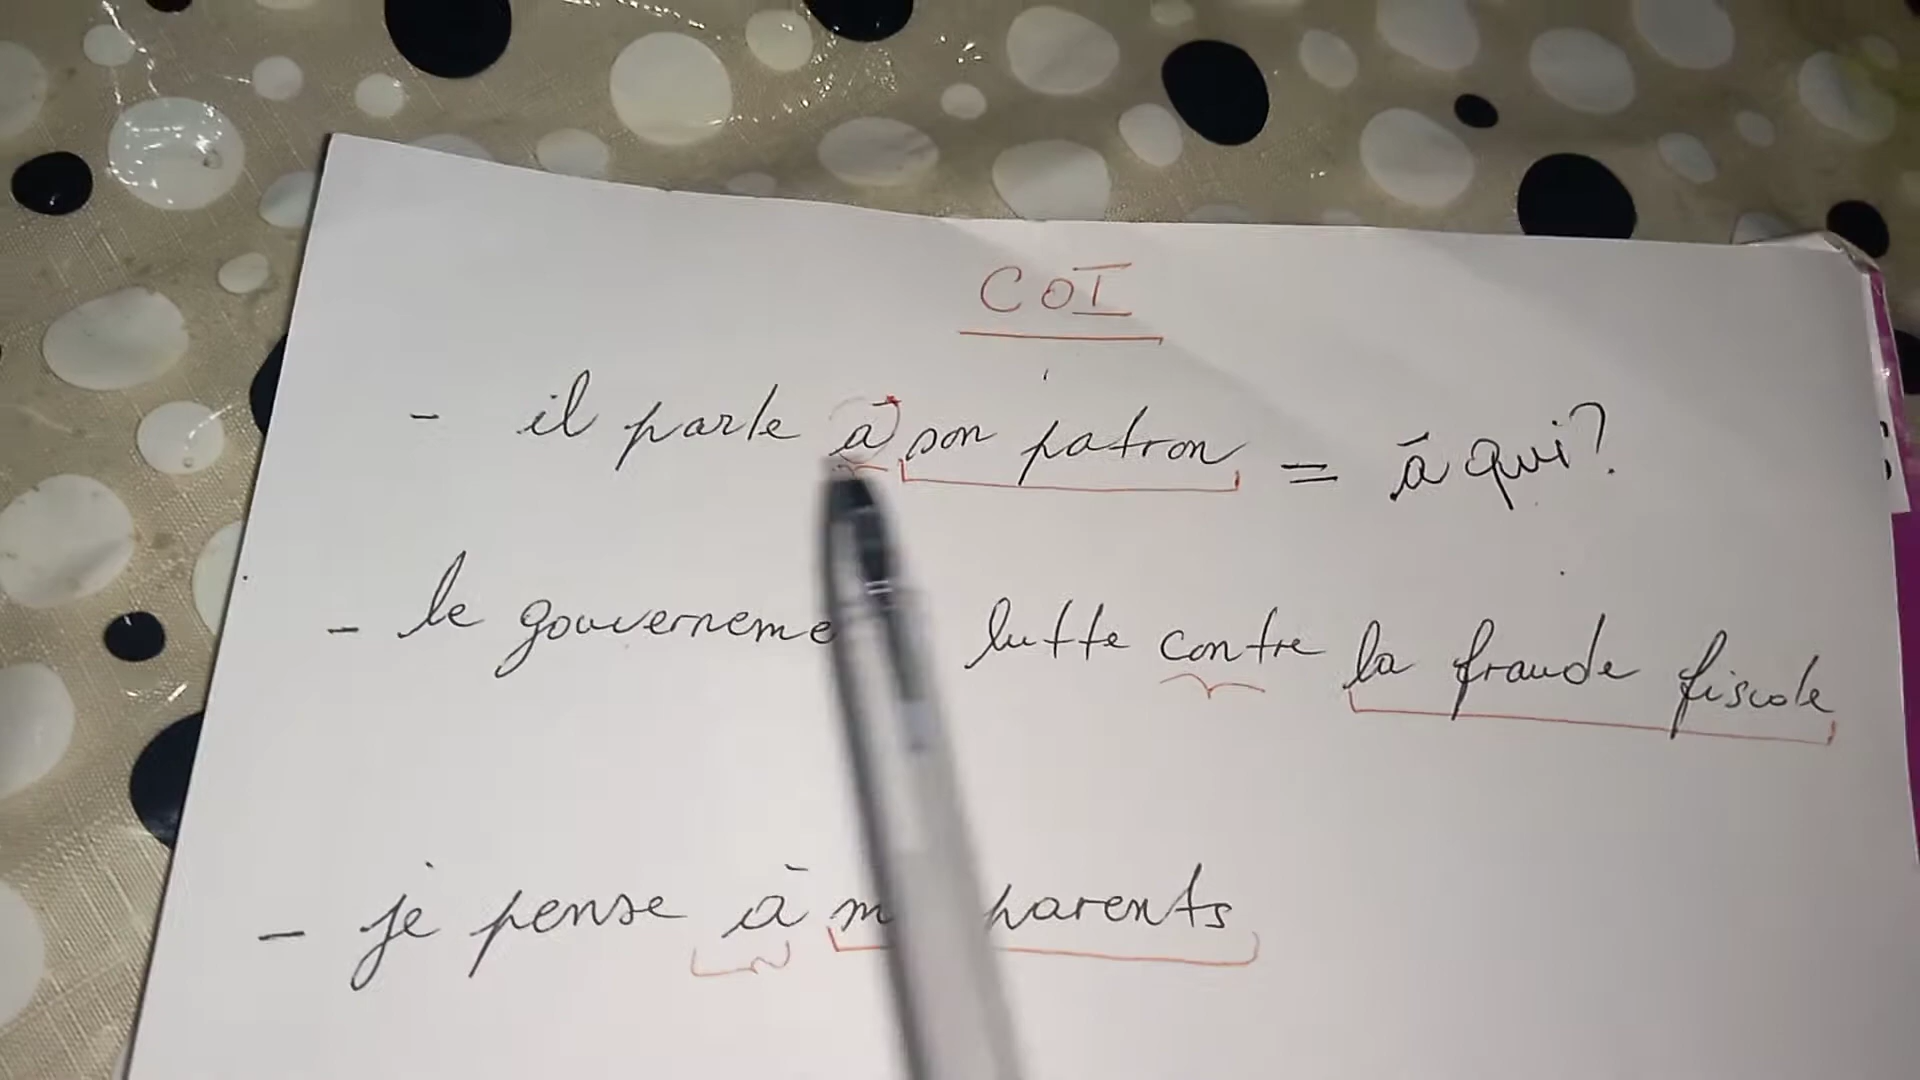 COI
- il parle à son patron = à qui?
- le gouverneme lutte contre la fraude fiscale
- je pense à m parents